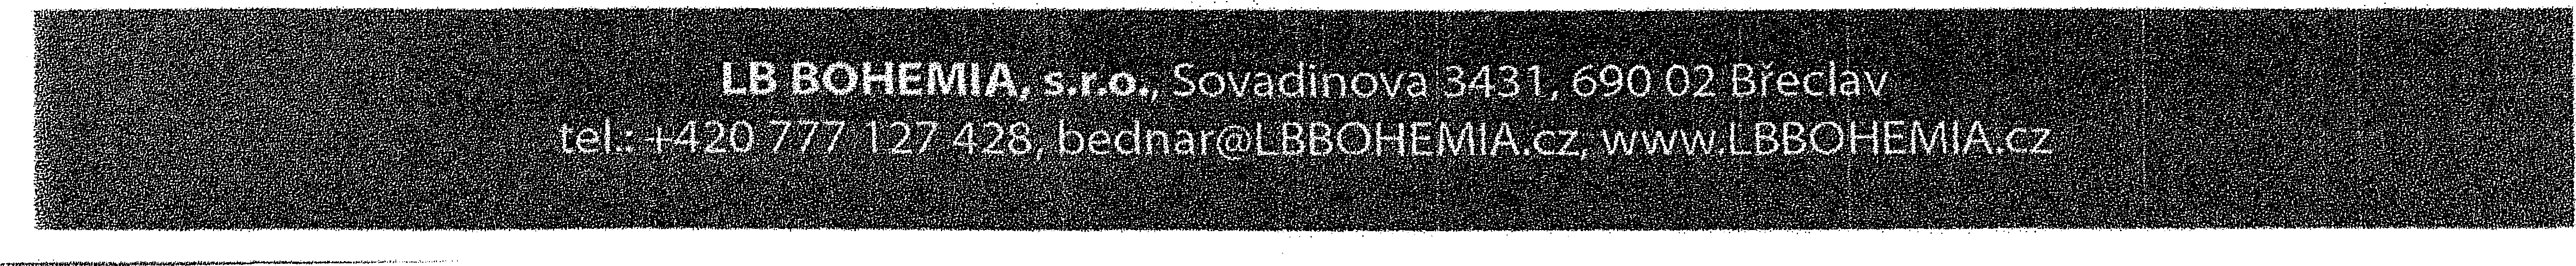 LB BOHEMIA, s.r.o., Sovadinova 3431, 690 02 Břeclav
tel.: +420 777 127 428, bednar@LBBOHEMIA.cz, www.LBBOHEMIA.cz